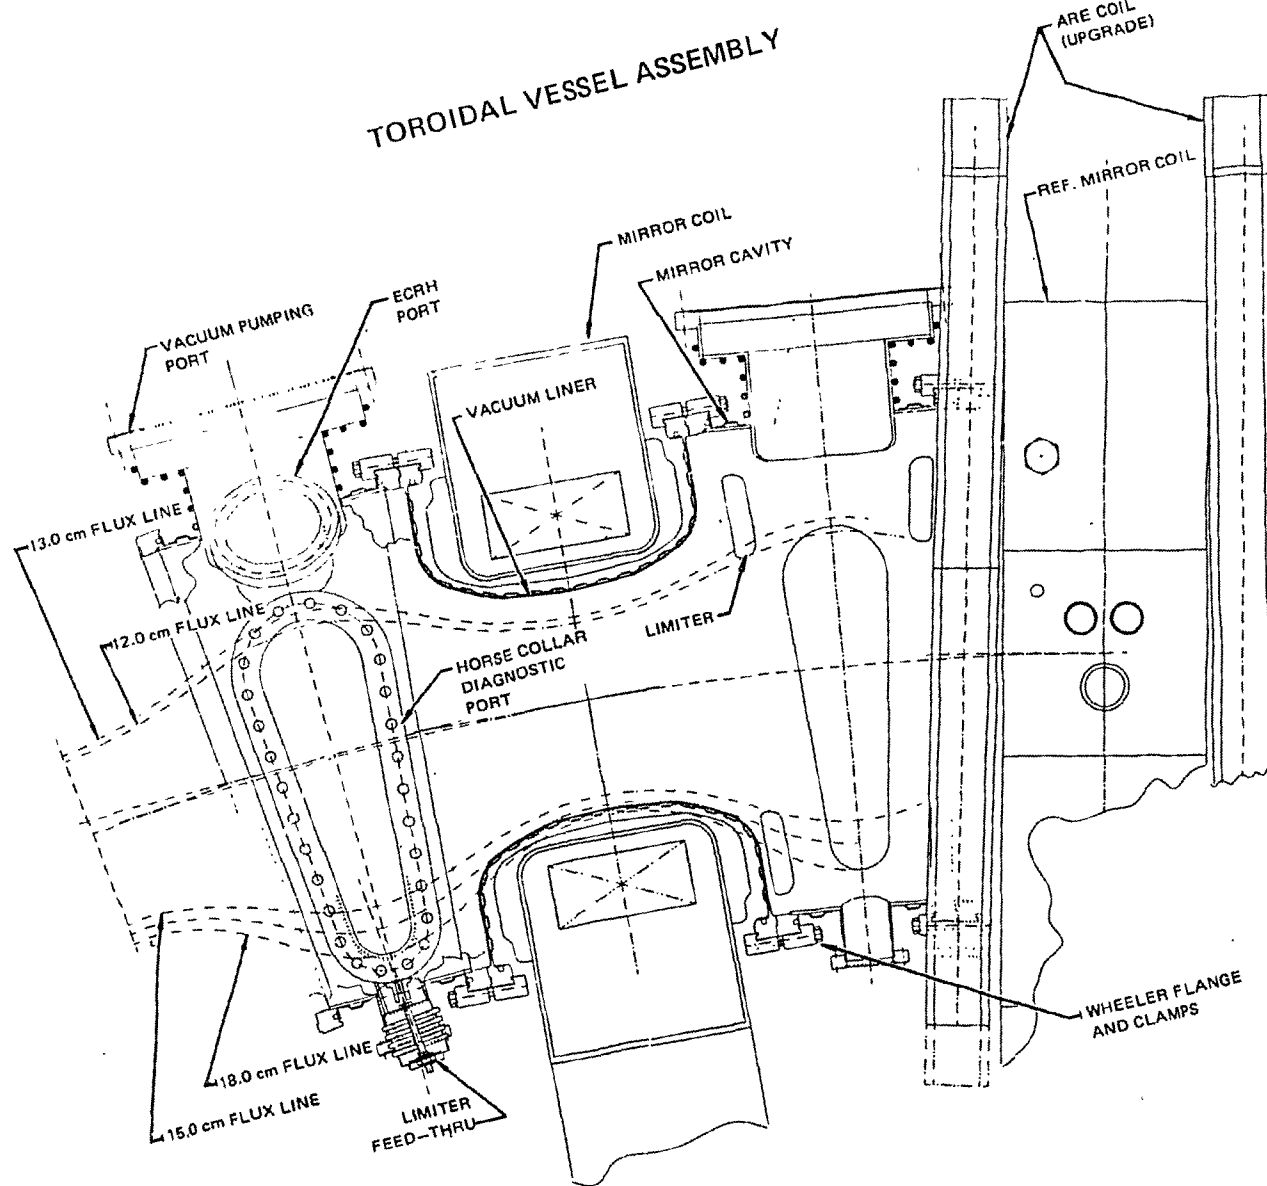 ARE COIL
(UPGRADE)
TOROIDAL VESSEL ASSEMBLY
REF. MIRROR COIL
MIRROR COIL
MIRROR CAVITY
ECRH
PORT
VACUUM PUMPING
PORT
VACUUM LINER
13.0 cm FLUX LINE
12.0 cm FLUX LINE
LIMITER
HORSE COLLAR
DIAGNOSTIC
PORT
WHEELER FLANGE
AND CLAMPS
18.0 cm FLUX LINE
15.0 cm FLUX LINE
LIMITER
FEED-THRU